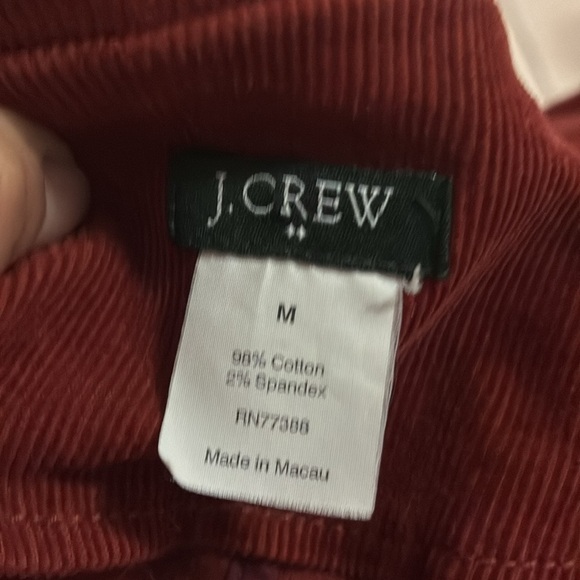 J.CREW
M
98% Cotton
2% Spandex
RN77388
Made in Macau